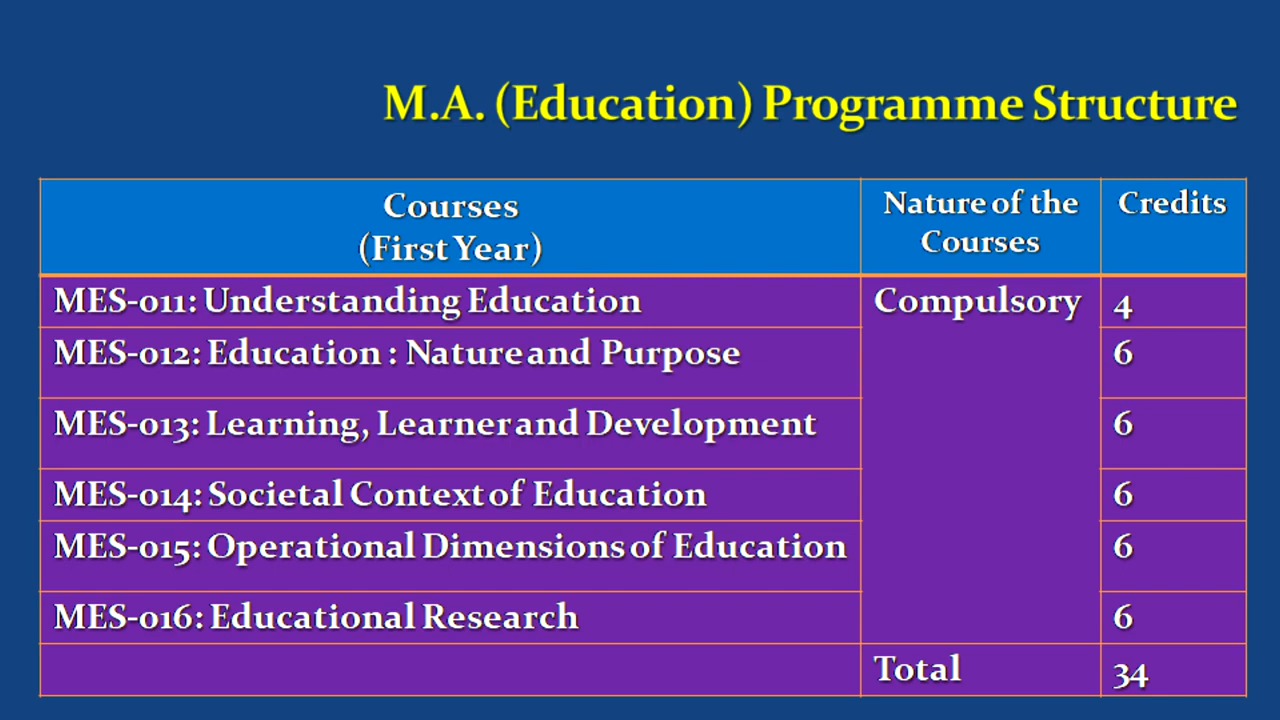 M.A. (Education) Programme Structure
Courses
(First Year)
Nature of the
Courses
Credits
MES-011: Understanding Education
Compulsory
4
MES-012: Education : Nature and Purpose
6
MES-013: Learning, Learner and Development
6
MES-014: Societal Context of Education
6
MES-015: Operational Dimensions of Education
6
MES-016: Educational Research
6
Total
34